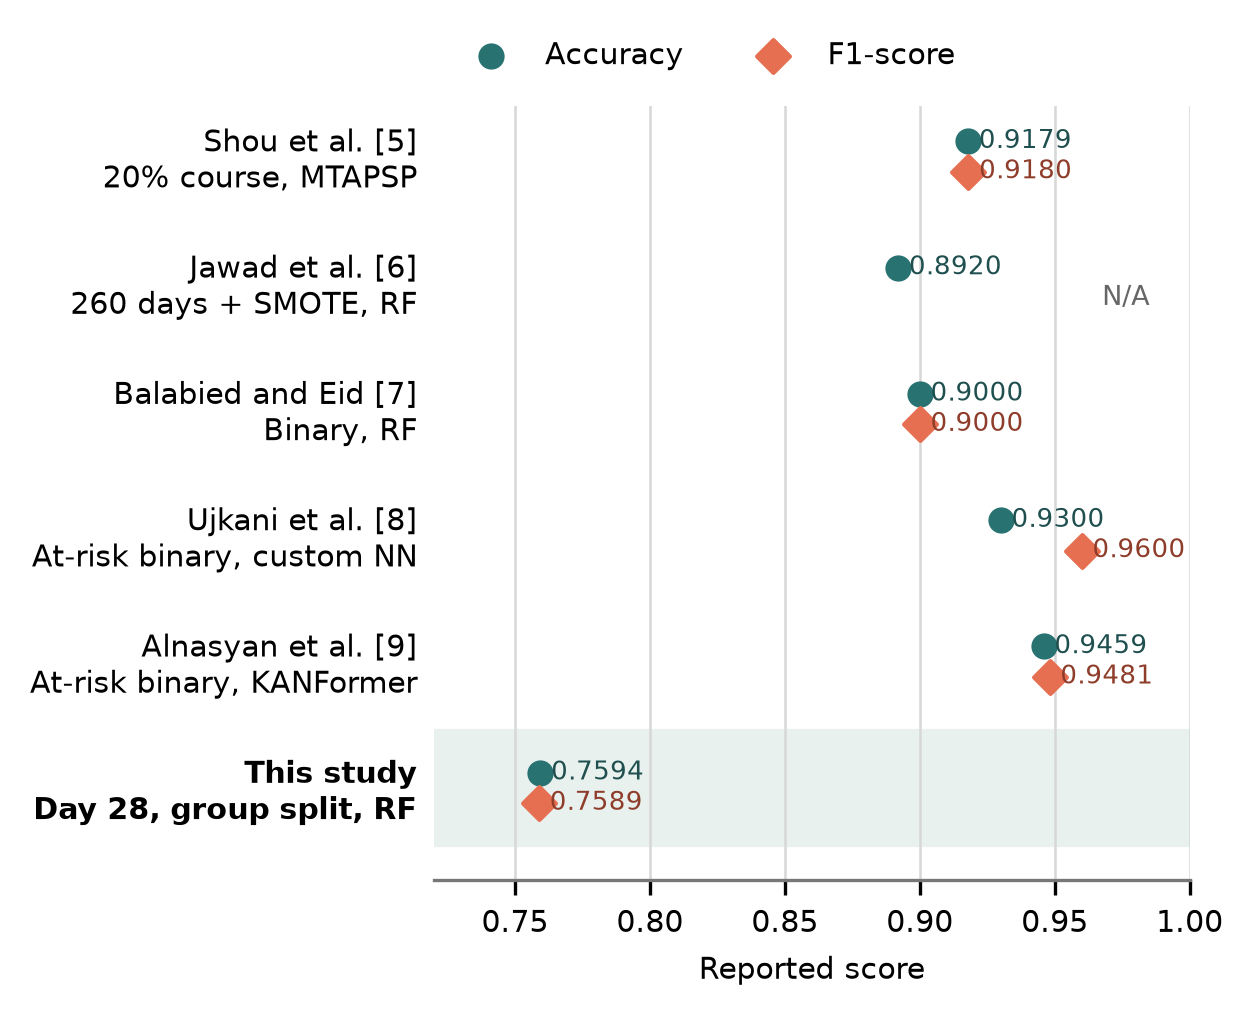 Accuracy F1-score
Shou et al. [5]
20% course, MTAPSP
0.9179
0.9180
Jawad et al. [6]
260 days + SMOTE, RF
0.8920
N/A
Balabied and Eid [7]
Binary, RF
0.9000
0.9000
Ujkani et al. [8]
At-risk binary, custom NN
0.9300
0.9600
Alnasyan et al. [9]
At-risk binary, KANFormer
0.9459
0.9481
This study
Day 28, group split, RF
0.7594
0.7589
0.75 0.80 0.85 0.90 0.95 1.00
Reported score